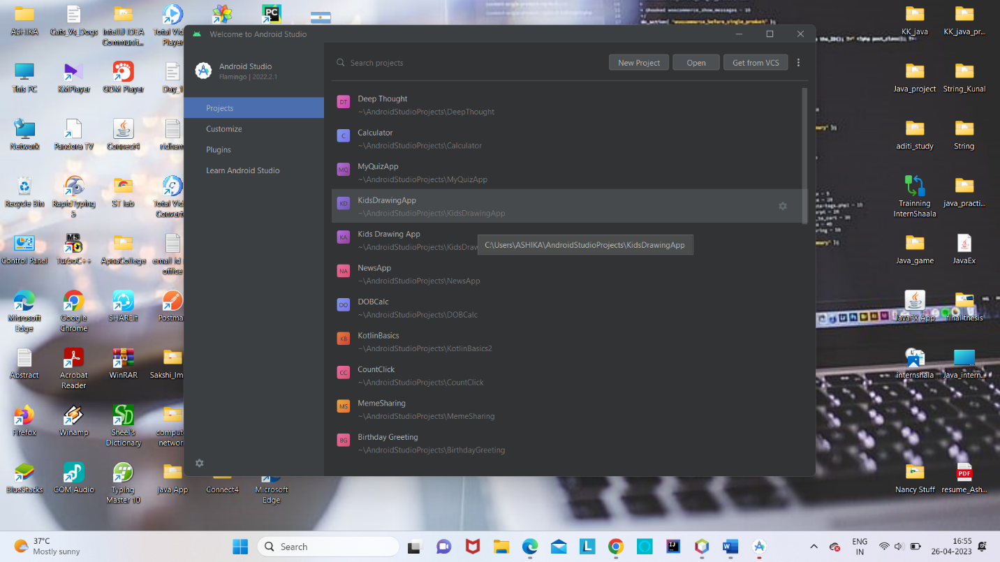 ASHIKA
Cats_Vs_Dogs
IntelliJ IDEA
Communit...
Total Vid
Player
PC
KK_java
KK_java_pr...
This PC
KMPlayer
GOM Player
Day_1
Java_project
String_Kunal
Network
Pandora TV
Connect4
ridham
aditi_study
String
Recycle Bin
RapidTyping
5
ST lab
Total Vid
Convert
Trainning
InternShaala
java_practi...
Control Panel
TurboC++
ApnaCollege
email id
office
Java_game
JavaEx
Microsoft
Edge
Google
Chrome
SHAREit
Postma
JavaFX App
final thesis
Abstract
Acrobat
Reader
WinRAR
Sakshi_Im
internshala
Java_intern...
Firefox
Winamp
Sheel's
Dictionary
comput
networ
BlueStacks
GOM Audio
Typing
Master 10
java App
Connect4
Microsoft
Edge
Nancy Stuff
PDF
resume_Ash...
Welcome to Android Studio
Android Studio
Flamingo | 2022.2.1
Projects
Customize
Plugins
Learn Android Studio
Search projects
New Project
Open
Get from VCS
DT
Deep Thought
~\AndroidStudioProjects\DeepThought
C
Calculator
~\AndroidStudioProjects\Calculator
MQ
MyQuizApp
~\AndroidStudioProjects\MyQuizApp
KD
KidsDrawingApp
~\AndroidStudioProjects\KidsDrawingApp
KA
Kids Drawing App
~\AndroidStudioProjects\KidsDraw
C:\Users\ASHIKA\AndroidStudioProjects\KidsDrawingApp
NA
NewsApp
~\AndroidStudioProjects\NewsApp
DO
DOBCalc
~\AndroidStudioProjects\DOBCalc
KB
KotlinBasics
~\AndroidStudioProjects\KotlinBasics2
CC
CountClick
~\AndroidStudioProjects\CountClick
MS
MemeSharing
~\AndroidStudioProjects\MemeSharing
BG
Birthday Greeting
~\AndroidStudioProjects\BirthdayGreeting
37°C
Mostly sunny
Search
ENG
IN
16:55
26-04-2023